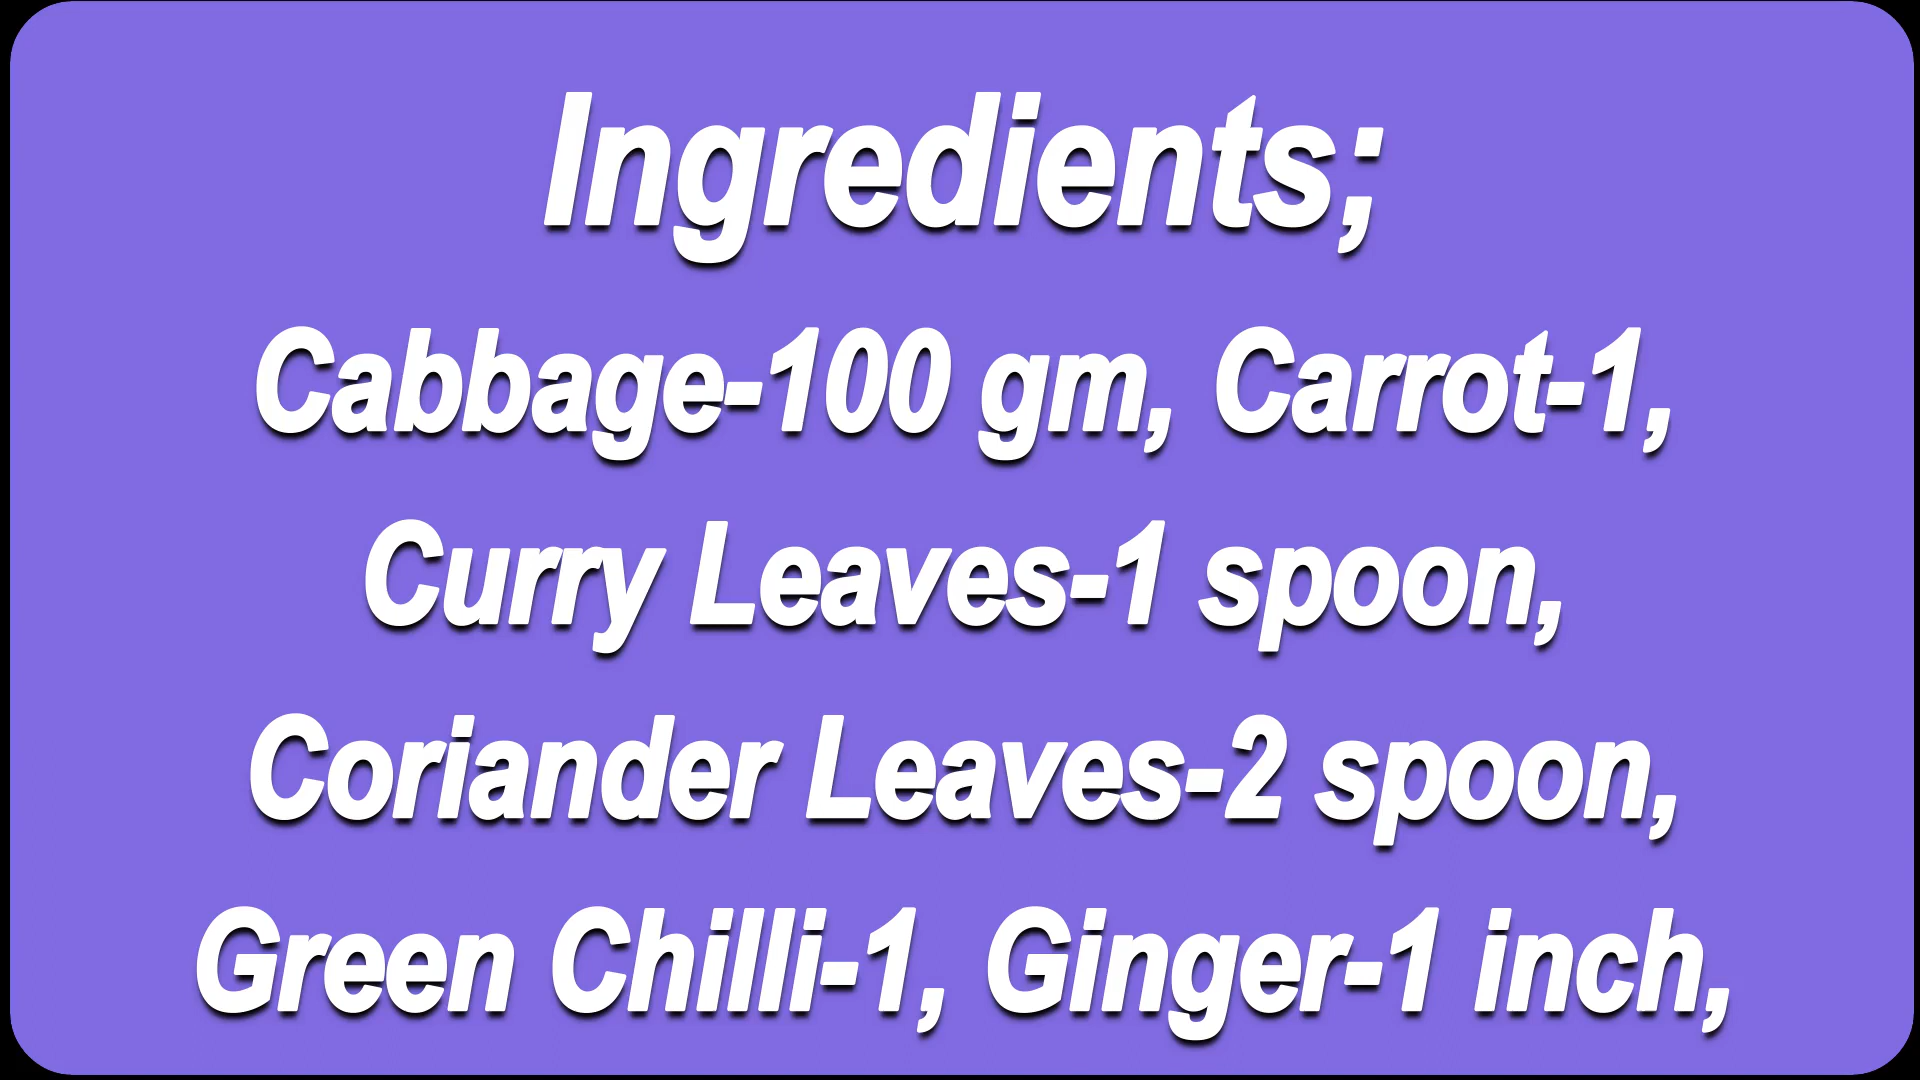 Ingredients;
Cabbage-100 gm, Carrot-1,
Curry Leaves-1 spoon,
Coriander Leaves-2 spoon,
Green Chilli-1, Ginger-1 inch,